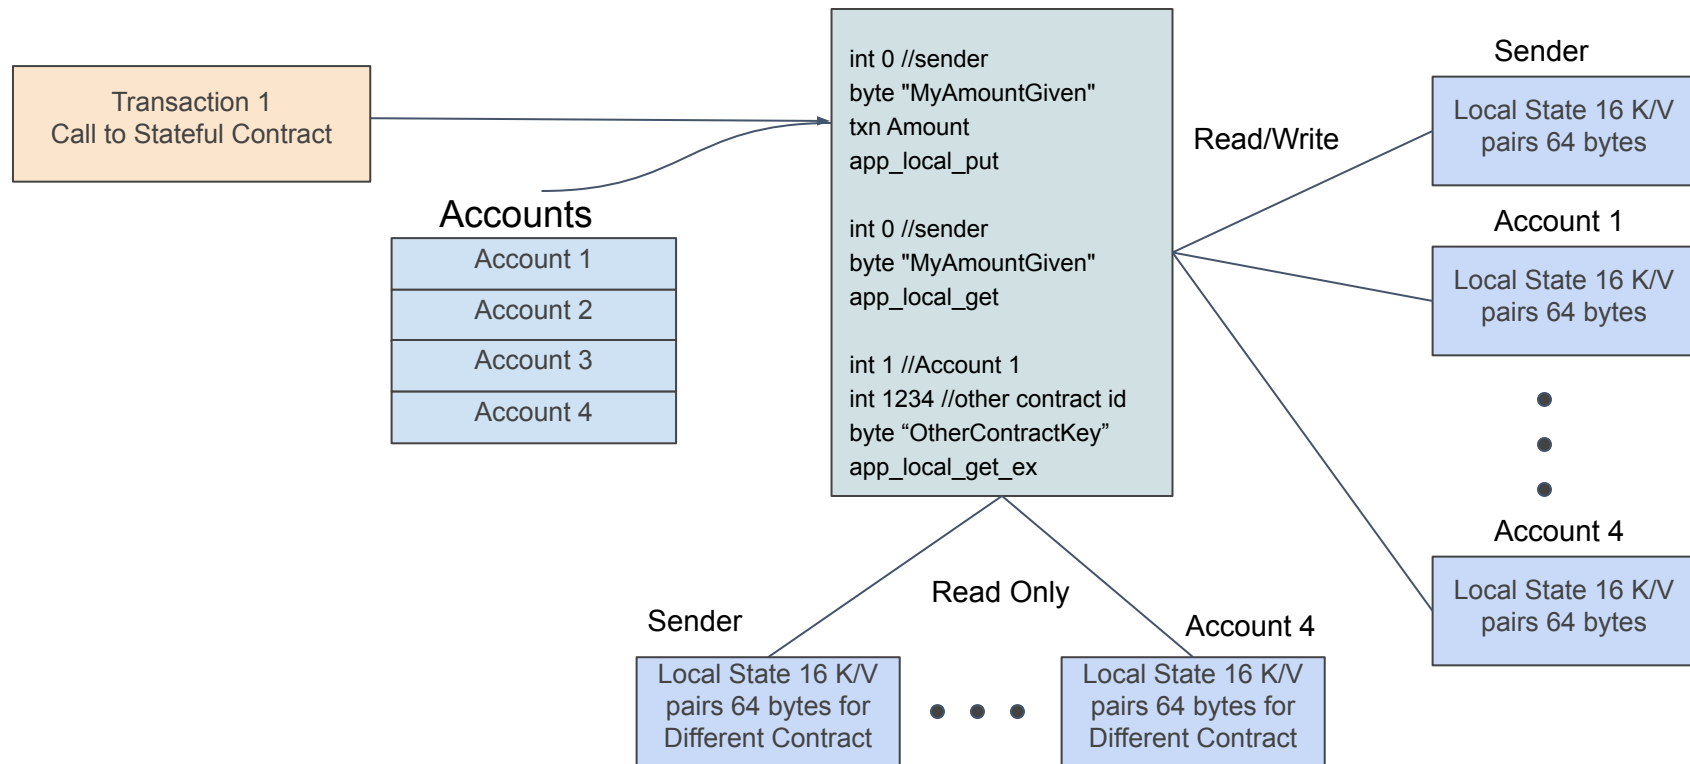 Transaction 1
Call to Stateful Contract
Accounts
Account 1
Account 2
Account 3
Account 4
int 0 //sender
byte "MyAmountGiven"
txn Amount
app_local_put
int 0 //sender
byte "MyAmountGiven"
app_local_get
int 1 //Account 1
int 1234 //other contract id
byte “OtherContractKey”
app_local_get_ex
Read/Write
Sender
Local State 16 K/V
pairs 64 bytes
Account 1
Local State 16 K/V
pairs 64 bytes
Account 4
Local State 16 K/V
pairs 64 bytes
Read Only
Sender
Local State 16 K/V
pairs 64 bytes for
Different Contract
Account 4
Local State 16 K/V
pairs 64 bytes for
Different Contract